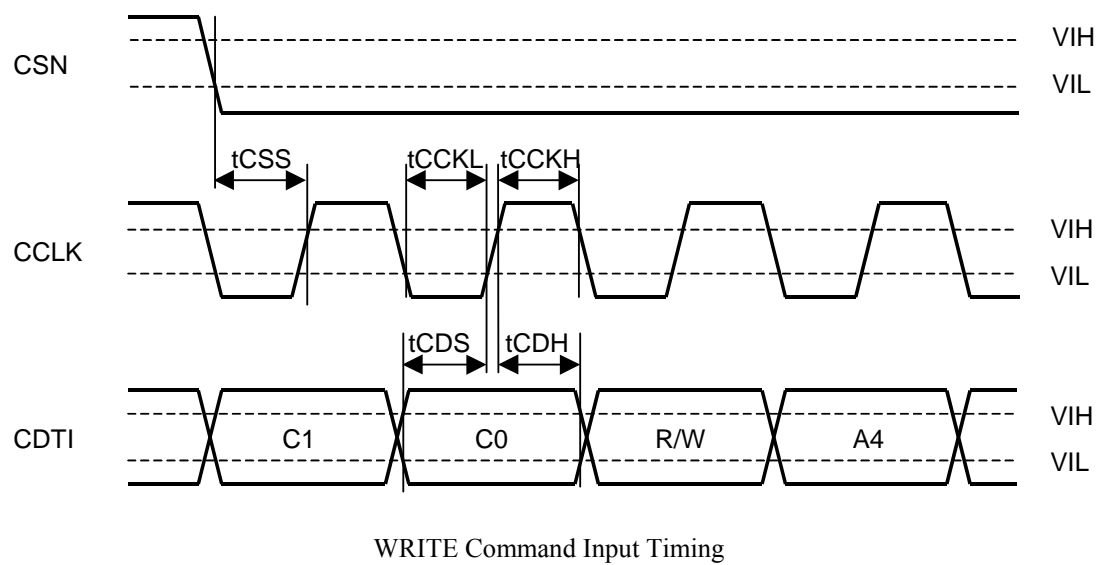 CSN
VIH
VIL
tCSS
tCCKL
tCCKH
CCLK
VIH
VIL
tCDS
tCDH
CDTI
C1
C0
R/W
A4
VIH
VIL
WRITE Command Input Timing